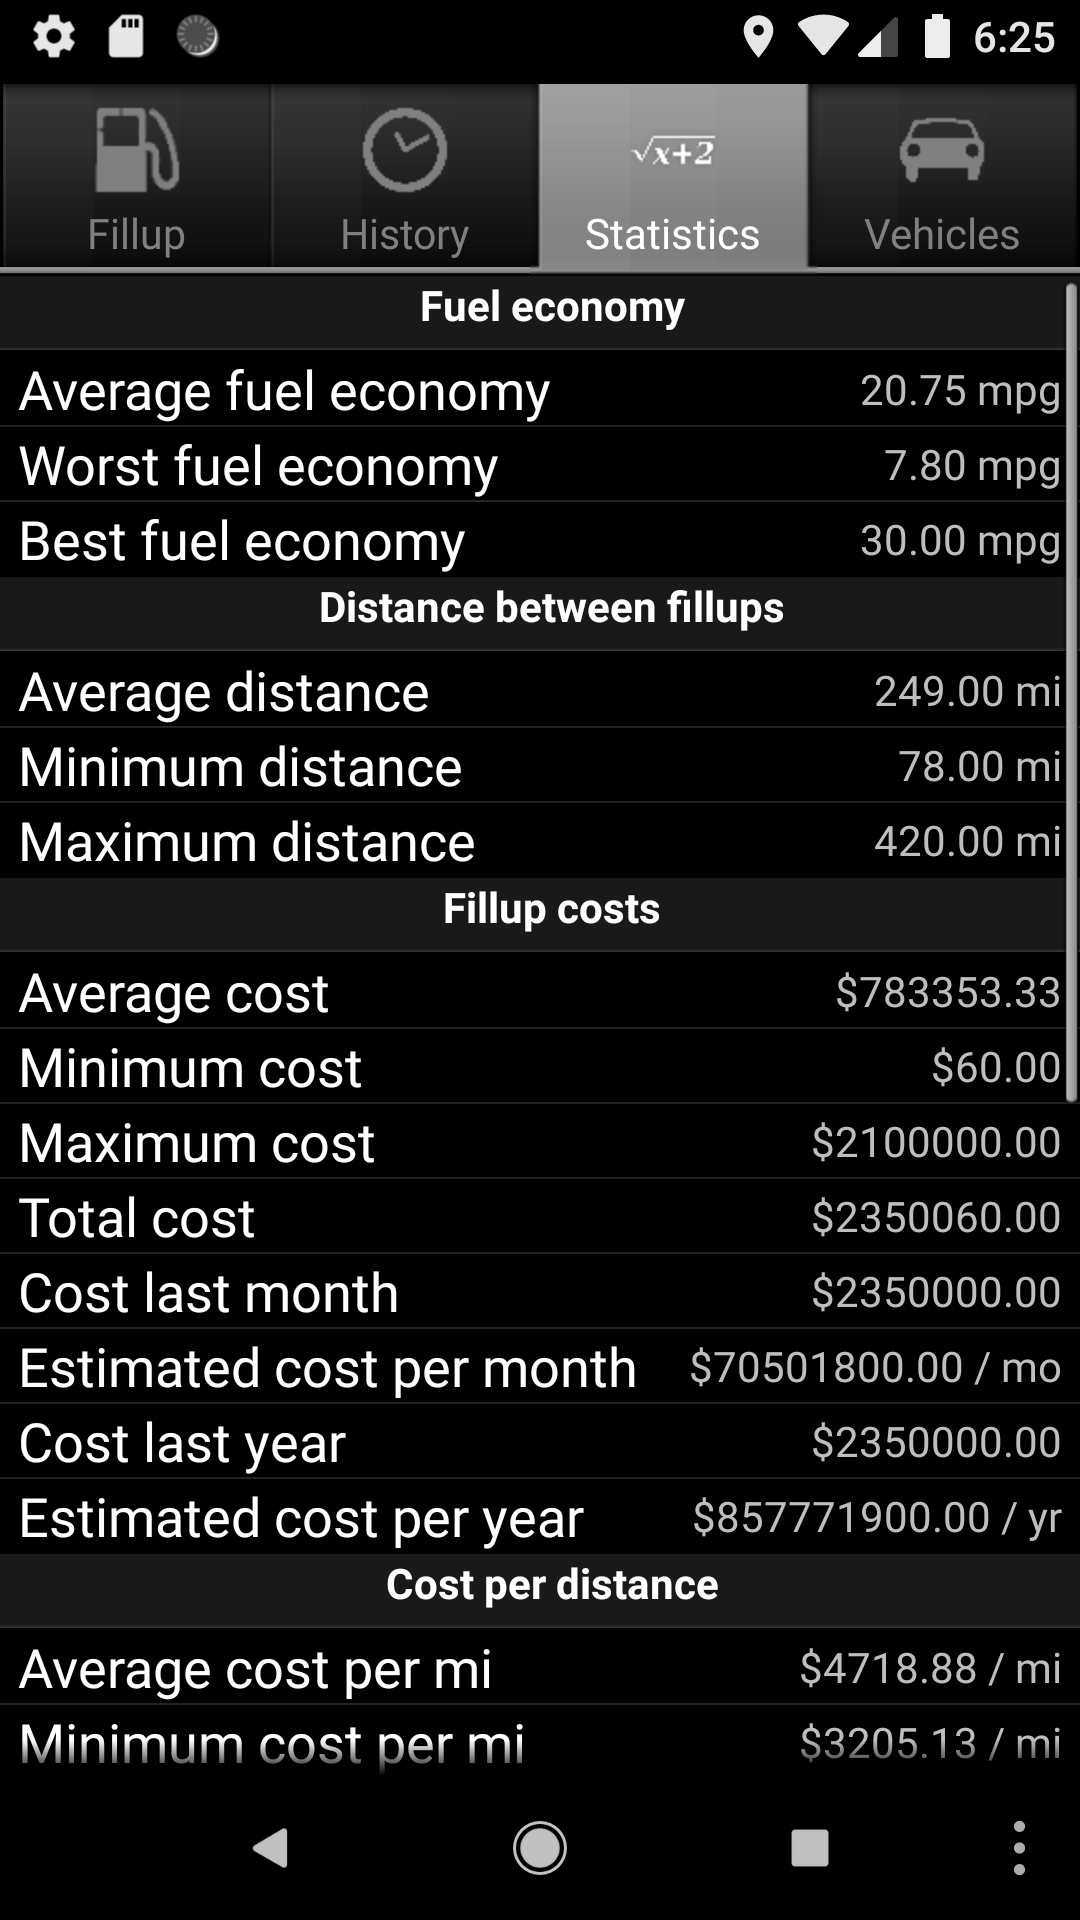 6:25
√x+2
Fillup
History
Statistics
Vehicles
Fuel economy
Average fuel economy 20.75 mpg
Worst fuel economy 7.80 mpg
Best fuel economy 30.00 mpg
Distance between fillups
Average distance 249.00 mi
Minimum distance 78.00 mi
Maximum distance 420.00 mi
Fillup costs
Average cost $783353.33
Minimum cost $60.00
Maximum cost $2100000.00
Total cost $2350060.00
Cost last month $2350000.00
Estimated cost per month $70501800.00 / mo
Cost last year $2350000.00
Estimated cost per year $857771900.00 / yr
Cost per distance
Average cost per mi $4718.88 / mi
Minimum cost per mi $3205.13 / mi